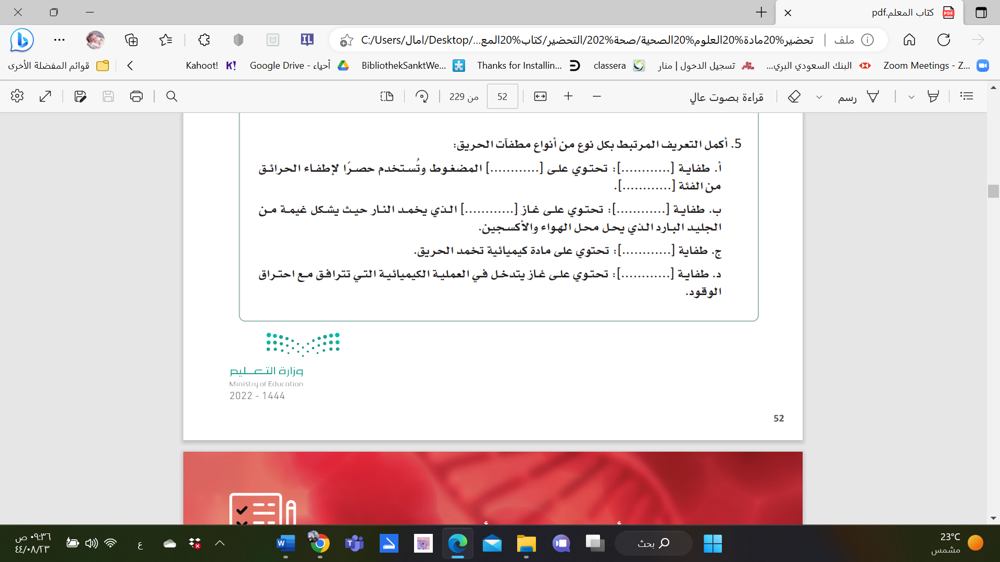 كتاب المعلم.pdf
C:/Users/امال/Desktop/تحضير%20مادة%20العلوم%20الصحية/صحة%202/التحضير/كتاب%20المع...
ملف
Zoom Meetings - Z...
البنك السعودي البري...
تسجيل الدخول | منار
classera
Thanks for Installin...
BibliothekSanktWe...
أحياء - Google Drive
Kahoot!
قوائم المفضلة الأخرى
رسم
قراءة بصوت عالٍ
52
من 229
5. أكمل التعريف المرتبط بكل نوع من أنواع مطفآت الحريق:
أ. طفاية [............]: تحتوي على [............] المضغوط وتُستخدم حصرًا لإطفاء الحرائق
من الفئة [............].
ب. طفاية [............]: تحتوي على غاز [............] الذي يخمد النار حيث يشكل غيمة من
الجليد البارد الذي يحل محل الهواء والأكسجين.
ج. طفاية [............]: تحتوي على مادة كيميائية تخمد الحريق.
د. طفاية [............]: تحتوي على غاز يتدخل في العملية الكيميائية التي تترافق مع احتراق
الوقود.
وزارة التعليم
Ministry of Education
2022 - 1444
52
23°C
مشمس
بحث
ع
٠٩:٣٦ ص
٤٤/٠٨/٢٣